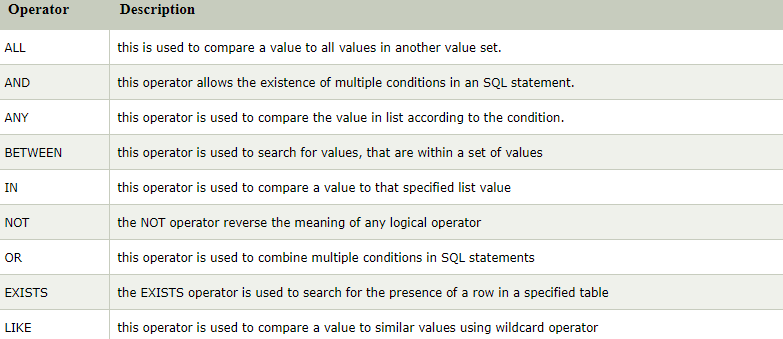 Operator Description
ALL this is used to compare a value to all values in another value set.
AND this operator allows the existence of multiple conditions in an SQL statement.
ANY this operator is used to compare the value in list according to the condition.
BETWEEN this operator is used to search for values, that are within a set of values
IN this operator is used to compare a value to that specified list value
NOT the NOT operator reverse the meaning of any logical operator
OR this operator is used to combine multiple conditions in SQL statements
EXISTS the EXISTS operator is used to search for the presence of a row in a specified table
LIKE this operator is used to compare a value to similar values using wildcard operator